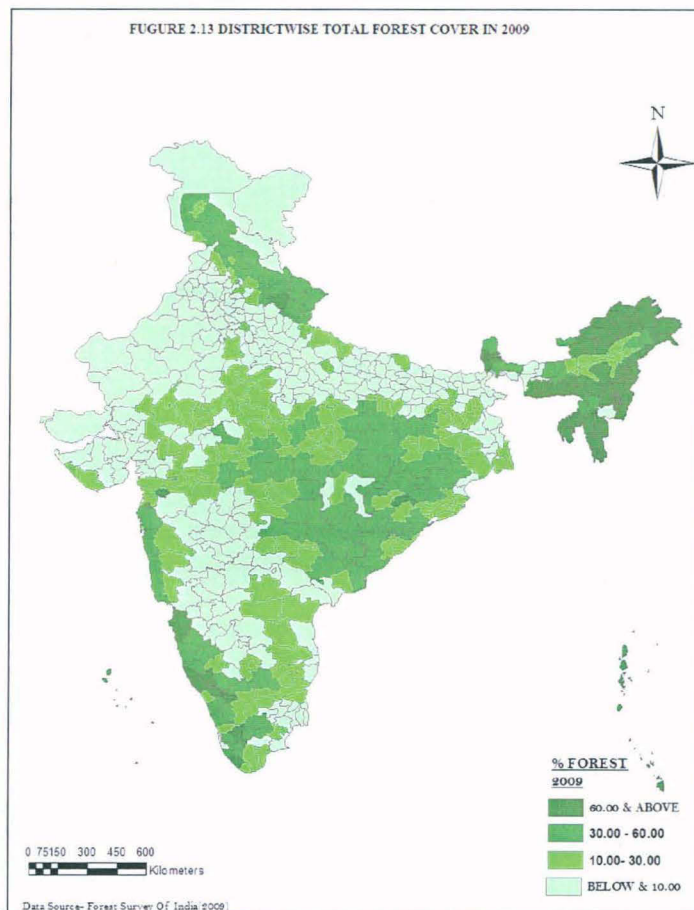 FUGURE 2.13 DISTRICTWISE TOTAL FOREST COVER IN 2009
N
% FOREST
2009
60.00 & ABOVE
30.00 - 60.00
10.00- 30.00
BELOW & 10.00
0 75150 300 450 600
Kilometers
Data Source- Forest Survey Of India(2009)